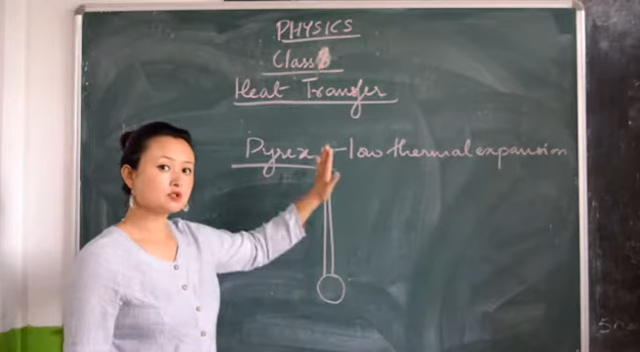 PHYSICS
Class 8
Heat Transfer
Pyrex - low thermal expansion